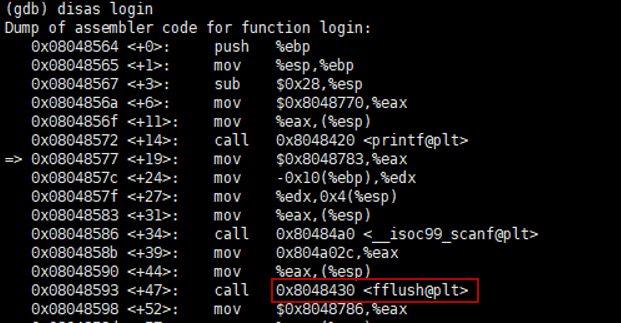 (gdb) disas login
Dump of assembler code for function login:
   0x08048564 <+0>:     push   %ebp
   0x08048565 <+1>:     mov    %esp,%ebp
   0x08048567 <+3>:     sub    $0x28,%esp
   0x0804856a <+6>:     mov    $0x8048770,%eax
   0x0804856f <+11>:    mov    %eax,(%esp)
   0x08048572 <+14>:    call   0x8048420 <printf@plt>
=> 0x08048577 <+19>:    mov    $0x8048783,%eax
   0x0804857c <+24>:    mov    -0x10(%ebp),%edx
   0x0804857f <+27>:    mov    %edx,0x4(%esp)
   0x08048583 <+31>:    mov    %eax,(%esp)
   0x08048586 <+34>:    call   0x80484a0 <__isoc99_scanf@plt>
   0x0804858b <+39>:    mov    0x804a02c,%eax
   0x08048590 <+44>:    mov    %eax,(%esp)
   0x08048593 <+47>:    call   0x8048430 <fflush@plt>
   0x08048598 <+52>:    mov    $0x8048786,%eax